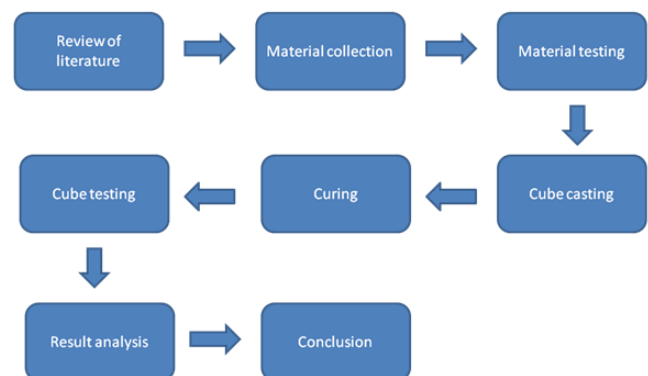 Review of
literature
Material collection
Material testing
Cube casting
Curing
Cube testing
Result analysis
Conclusion